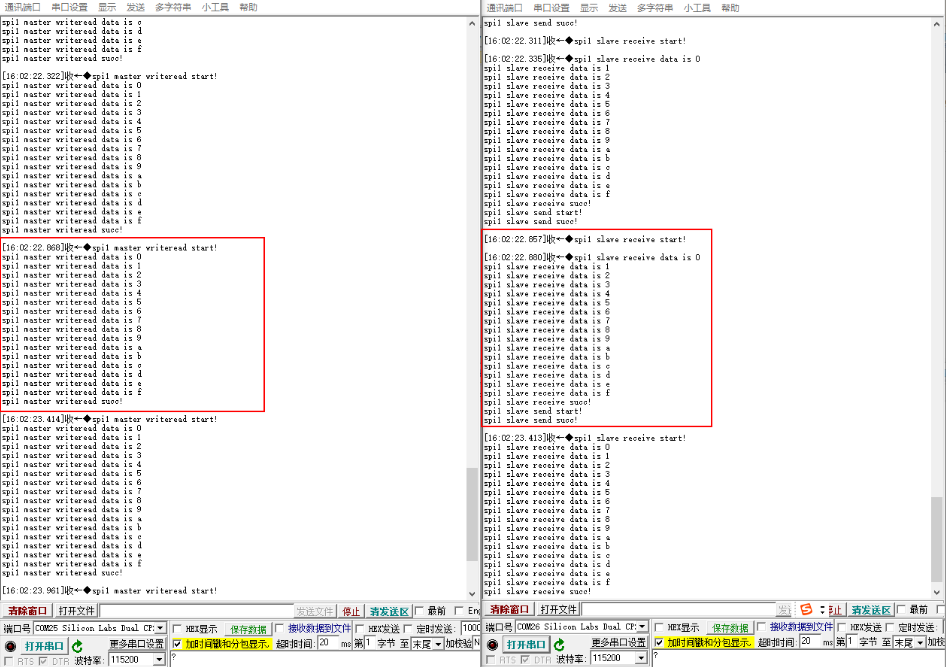 通讯端口 串口设置 显示 发送 多字符串 小工具 帮助
spi1 master writeread data is c
spi1 master writeread data is d
spi1 master writeread data is e
spi1 master writeread data is f
spi1 master writeread succ!
[16:02:22.322]收←◆spi1 master writeread start!
spi1 master writeread data is 0
spi1 master writeread data is 1
spi1 master writeread data is 2
spi1 master writeread data is 3
spi1 master writeread data is 4
spi1 master writeread data is 5
spi1 master writeread data is 6
spi1 master writeread data is 7
spi1 master writeread data is 8
spi1 master writeread data is 9
spi1 master writeread data is a
spi1 master writeread data is b
spi1 master writeread data is c
spi1 master writeread data is d
spi1 master writeread data is e
spi1 master writeread data is f
spi1 master writeread succ!
[16:02:22.868]收←◆spi1 master writeread start!
spi1 master writeread data is 0
spi1 master writeread data is 1
spi1 master writeread data is 2
spi1 master writeread data is 3
spi1 master writeread data is 4
spi1 master writeread data is 5
spi1 master writeread data is 6
spi1 master writeread data is 7
spi1 master writeread data is 8
spi1 master writeread data is 9
spi1 master writeread data is a
spi1 master writeread data is b
spi1 master writeread data is c
spi1 master writeread data is d
spi1 master writeread data is e
spi1 master writeread data is f
spi1 master writeread succ!
[16:02:23.414]收←◆spi1 master writeread start!
spi1 master writeread data is 0
spi1 master writeread data is 1
spi1 master writeread data is 2
spi1 master writeread data is 3
spi1 master writeread data is 4
spi1 master writeread data is 5
spi1 master writeread data is 6
spi1 master writeread data is 7
spi1 master writeread data is 8
spi1 master writeread data is 9
spi1 master writeread data is a
spi1 master writeread data is b
spi1 master writeread data is c
spi1 master writeread data is d
spi1 master writeread data is e
spi1 master writeread data is f
spi1 master writeread succ!
[16:02:23.961]收←◆spi1 master writeread start!
清除窗口 打开文件 发送文件 停止 清发送区 最前 Eng
端口号 COM25 Silicon Labs Dual CP: HEX显示 保存数据 接收数据到文件 HEX发送 定时发送: 1000
打开串口 更多串口设置 加时间戳和分包显示. 超时时间: 20 ms 第 1 字节 至 末尾 加校验
RTS DTR 波特率: 115200 ?
通讯端口 串口设置 显示 发送 多字符串 小工具 帮助
spi1 slave send succ!
[16:02:22.311]收←◆spi1 slave receive start!
[16:02:22.335]收←◆spi1 slave receive data is 0
spi1 slave receive data is 1
spi1 slave receive data is 2
spi1 slave receive data is 3
spi1 slave receive data is 4
spi1 slave receive data is 5
spi1 slave receive data is 6
spi1 slave receive data is 7
spi1 slave receive data is 8
spi1 slave receive data is 9
spi1 slave receive data is a
spi1 slave receive data is b
spi1 slave receive data is c
spi1 slave receive data is d
spi1 slave receive data is e
spi1 slave receive data is f
spi1 slave receive succ!
spi1 slave send start!
spi1 slave send succ!
[16:02:22.857]收←◆spi1 slave receive start!
[16:02:22.880]收←◆spi1 slave receive data is 0
spi1 slave receive data is 1
spi1 slave receive data is 2
spi1 slave receive data is 3
spi1 slave receive data is 4
spi1 slave receive data is 5
spi1 slave receive data is 6
spi1 slave receive data is 7
spi1 slave receive data is 8
spi1 slave receive data is 9
spi1 slave receive data is a
spi1 slave receive data is b
spi1 slave receive data is c
spi1 slave receive data is d
spi1 slave receive data is e
spi1 slave receive data is f
spi1 slave receive succ!
spi1 slave send start!
spi1 slave send succ!
[16:02:23.413]收←◆spi1 slave receive start!
spi1 slave receive data is 0
spi1 slave receive data is 1
spi1 slave receive data is 2
spi1 slave receive data is 3
spi1 slave receive data is 4
spi1 slave receive data is 5
spi1 slave receive data is 6
spi1 slave receive data is 7
spi1 slave receive data is 8
spi1 slave receive data is 9
spi1 slave receive data is a
spi1 slave receive data is b
spi1 slave receive data is c
spi1 slave receive data is d
spi1 slave receive data is e
spi1 slave receive data is f
spi1 slave receive succ!
清除窗口 打开文件 发 止 清发送区 最前
端口号 COM26 Silicon Labs Dual CP: HEX显示 保存数据 接收数据到文件 HEX发送 定时发送:
打开串口 更多串口设置 加时间戳和分包显示. 超时时间: 20 ms 第 1 字节 至 末尾
RTS DTR 波特率: 115200 ?